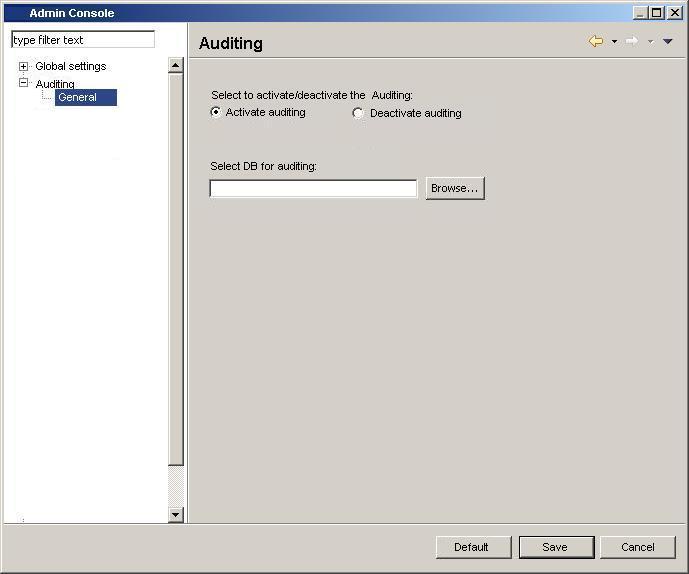 Admin Console
type filter text
Global settings
Auditing
General
Auditing
Select to activate/deactivate the Auditing:
Activate auditing
Deactivate auditing
Select DB for auditing:
Browse...
Default
Save
Cancel